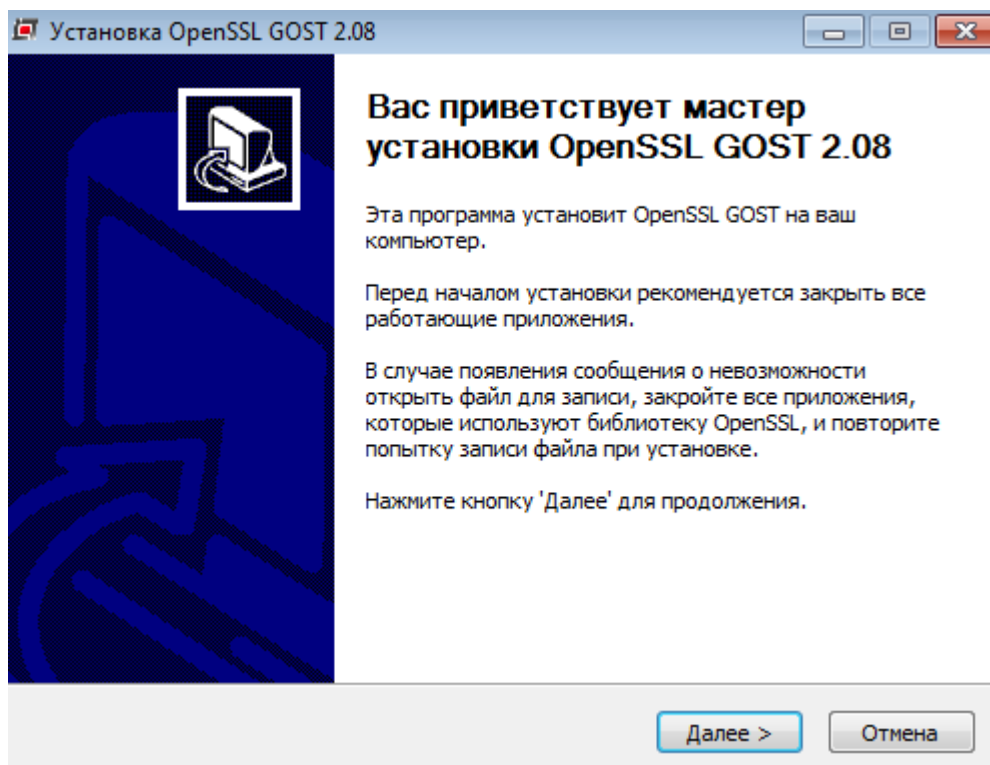 Установка OpenSSL GOST 2.08
Вас приветствует мастер
установки OpenSSL GOST 2.08
Эта программа установит OpenSSL GOST на ваш
компьютер.
Перед началом установки рекомендуется закрыть все
работающие приложения.
В случае появления сообщения о невозможности
открыть файл для записи, закройте все приложения,
которые используют библиотеку OpenSSL, и повторите
попытку записи файла при установке.
Нажмите кнопку 'Далее' для продолжения.
Далее >
Отмена